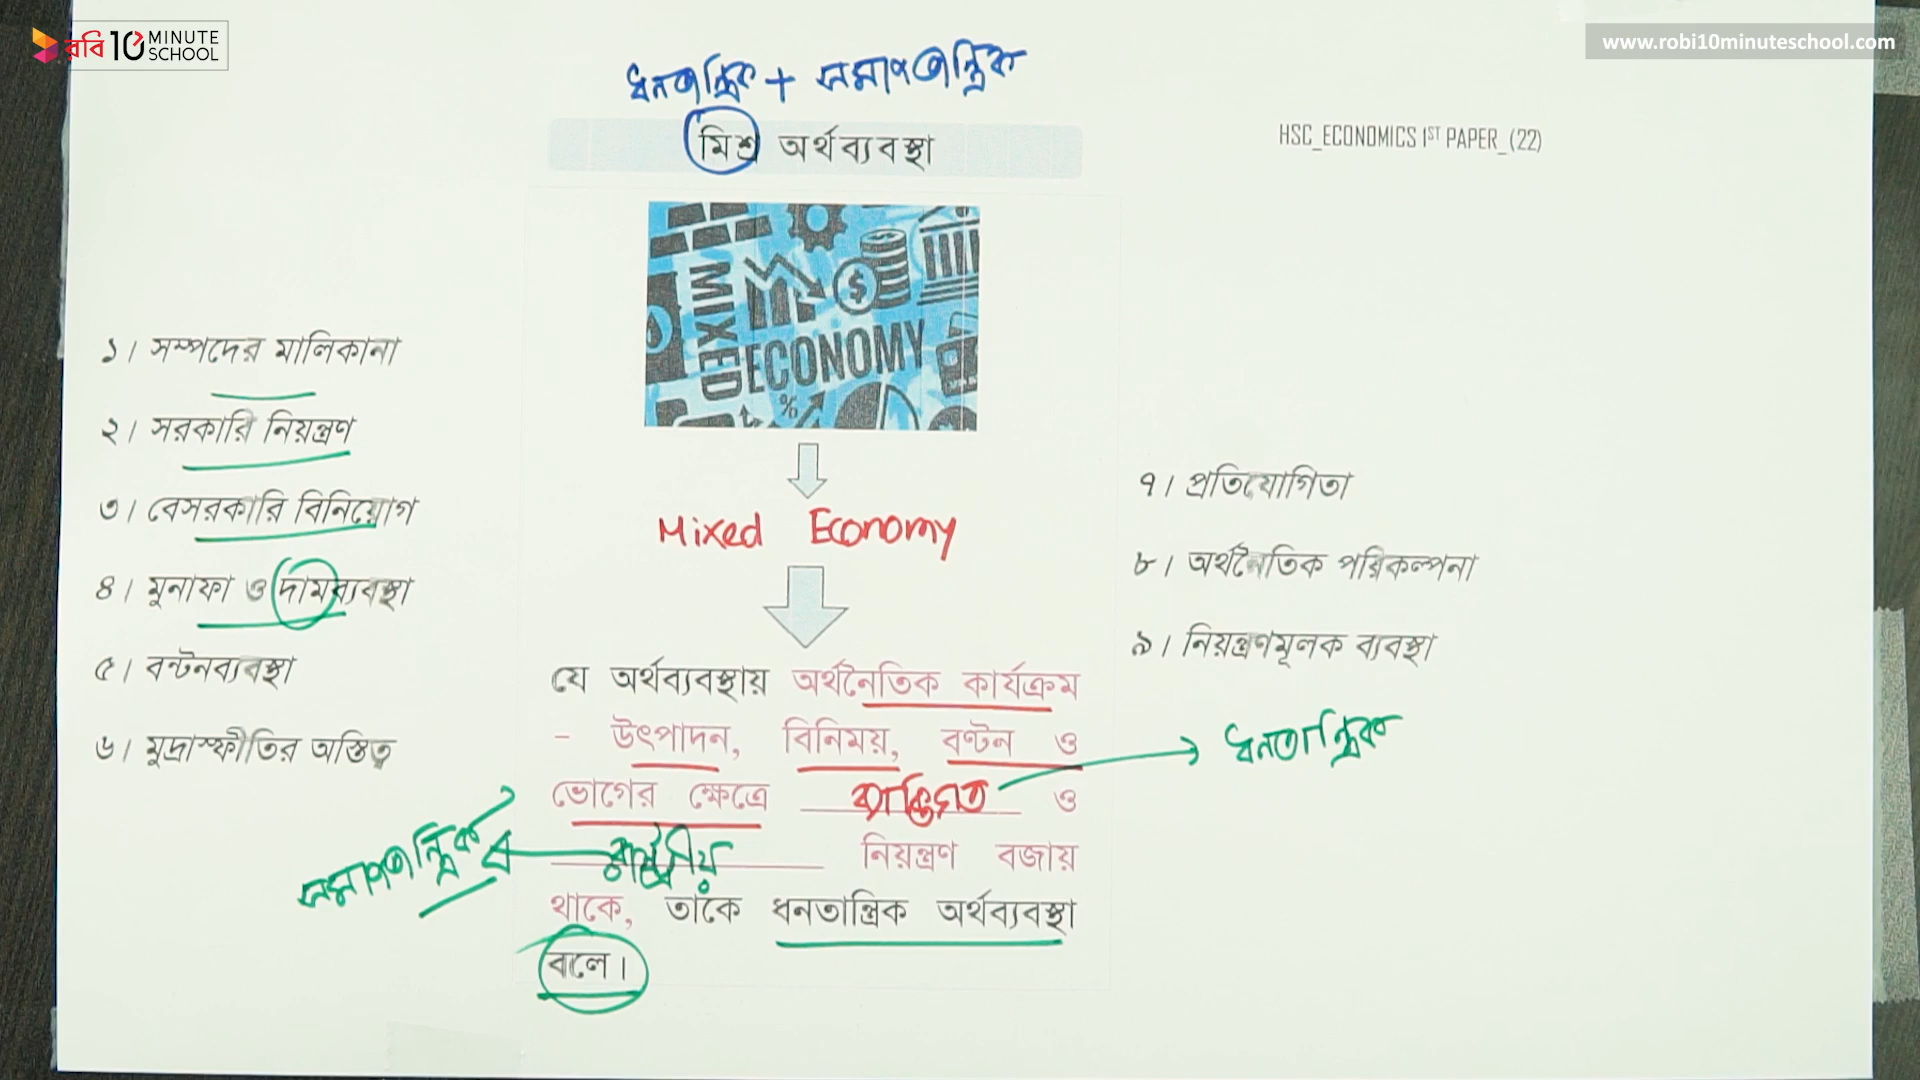 রবি 10 MINUTE SCHOOL
www.robi10minuteschool.com
ধনতান্ত্রিক + সমাজতান্ত্রিক
মিশ্র অর্থব্যবস্থা
HSC_ECONOMICS 1ST PAPER_(22)
MIXED
ECONOMY
$
%
১। সম্পদের মালিকানা
২। সরকারি নিয়ন্ত্রণ
৩। বেসরকারি বিনিয়োগ
৪। মুনাফা ও দামব্যবস্থা
৫। বন্টনব্যবস্থা
৬। মুদ্রাস্ফীতির অস্তিত্ব
Mixed Economy
যে অর্থব্যবস্থায় অর্থনৈতিক কার্যক্রম
- উৎপাদন, বিনিময়, বণ্টন ও
ভোগের ক্ষেত্রে ব্যক্তিগত ও
রাষ্ট্রীয় নিয়ন্ত্রণ বজায়
থাকে, তাকে ধনতান্ত্রিক অর্থব্যবস্থা
বলে।
সমাজতান্ত্রিক
৭। প্রতিযোগিতা
৮। অর্থনৈতিক পরিকল্পনা
৯। নিয়ন্ত্রণমূলক ব্যবস্থা
ধনতান্ত্রিক